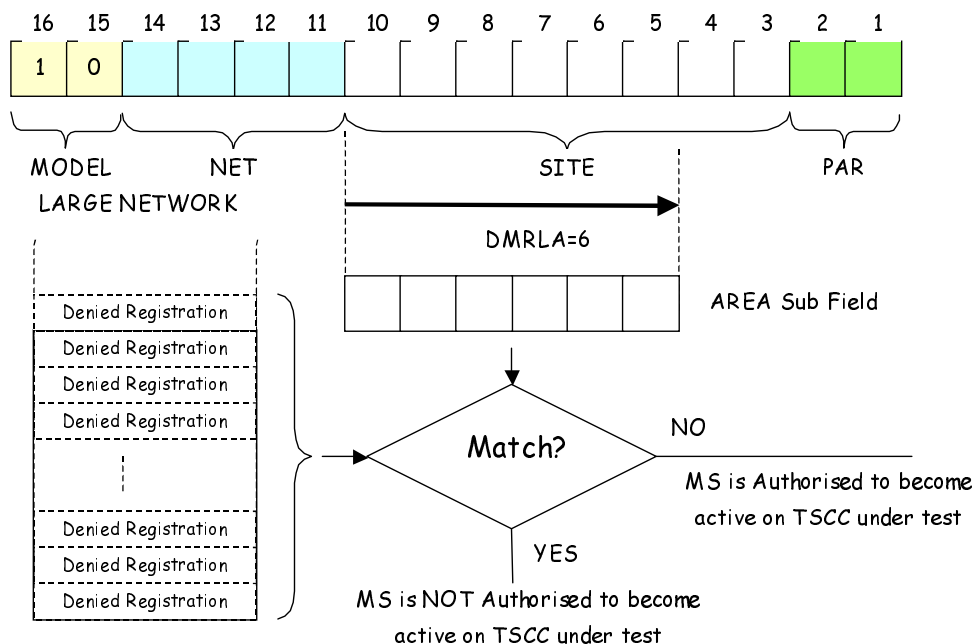 16 15 14 13 12 11 10 9 8 7 6 5 4 3 2 1
1 0
MODEL NET SITE PAR
LARGE NETWORK
DMRLA=6
AREA Sub Field
Denied Registration
Denied Registration
Denied Registration
Denied Registration
Match?
NO
MS is Authorised to become
active on TSCC under test
Denied Registration
Denied Registration
Denied Registration
YES
MS is NOT Authorised to become
active on TSCC under test